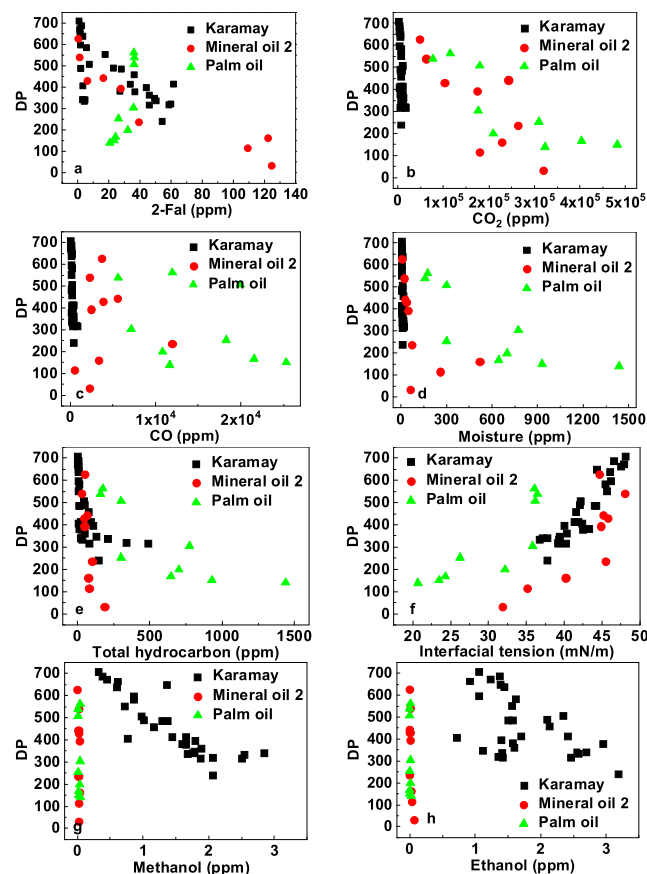 700
600
500
400
300
200
100
0
DP
Karamay
Mineral oil 2
Palm oil
a
0 20 40 60 80 100 120 140
2-Fal (ppm)
700
600
500
400
300
200
100
0
DP
Karamay
Mineral oil 2
Palm oil
b
0 1x10⁵ 2x10⁵ 3x10⁵ 4x10⁵ 5x10⁵
CO₂ (ppm)
700
600
500
400
300
200
100
0
DP
Karamay
Mineral oil 2
Palm oil
c
0 1x10⁴ 2x10⁴
CO (ppm)
700
600
500
400
300
200
100
0
DP
Karamay
Mineral oil 2
Palm oil
d
0 300 600 900 1200 1500
Moisture (ppm)
700
600
500
400
300
200
100
0
DP
Karamay
Mineral oil 2
Palm oil
e
0 500 1000 1500
Total hydrocarbon (ppm)
700
600
500
400
300
200
100
0
DP
Karamay
Mineral oil 2
Palm oil
f
20 25 30 35 40 45 50
Interfacial tension (mN/m)
700
600
500
400
300
200
100
0
DP
Karamay
Mineral oil 2
Palm oil
g
0 1 2 3
Methanol (ppm)
700
600
500
400
300
200
100
0
DP
Karamay
Mineral oil 2
Palm oil
h
0 1 2 3
Ethanol (ppm)